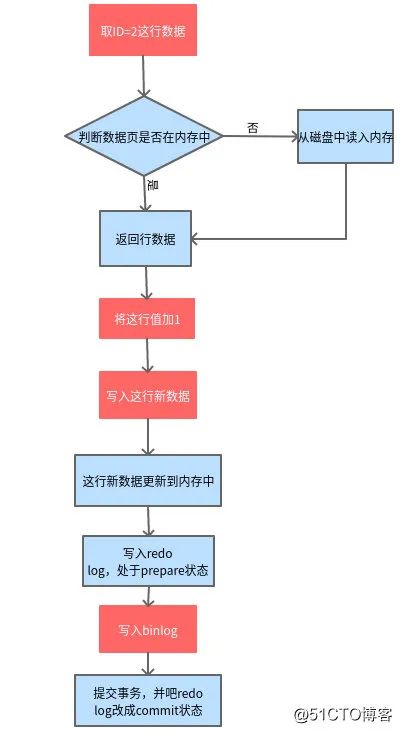 取ID=2这行数据
判断数据页是否在内存中
否
从磁盘中读入内存
是
返回行数据
将这行值加1
写入这行新数据
这行新数据更新到内存中
写入redo
log，处于prepare状态
写入binlog
提交事务，并吧redo
log改成commit状态
@51CTO博客